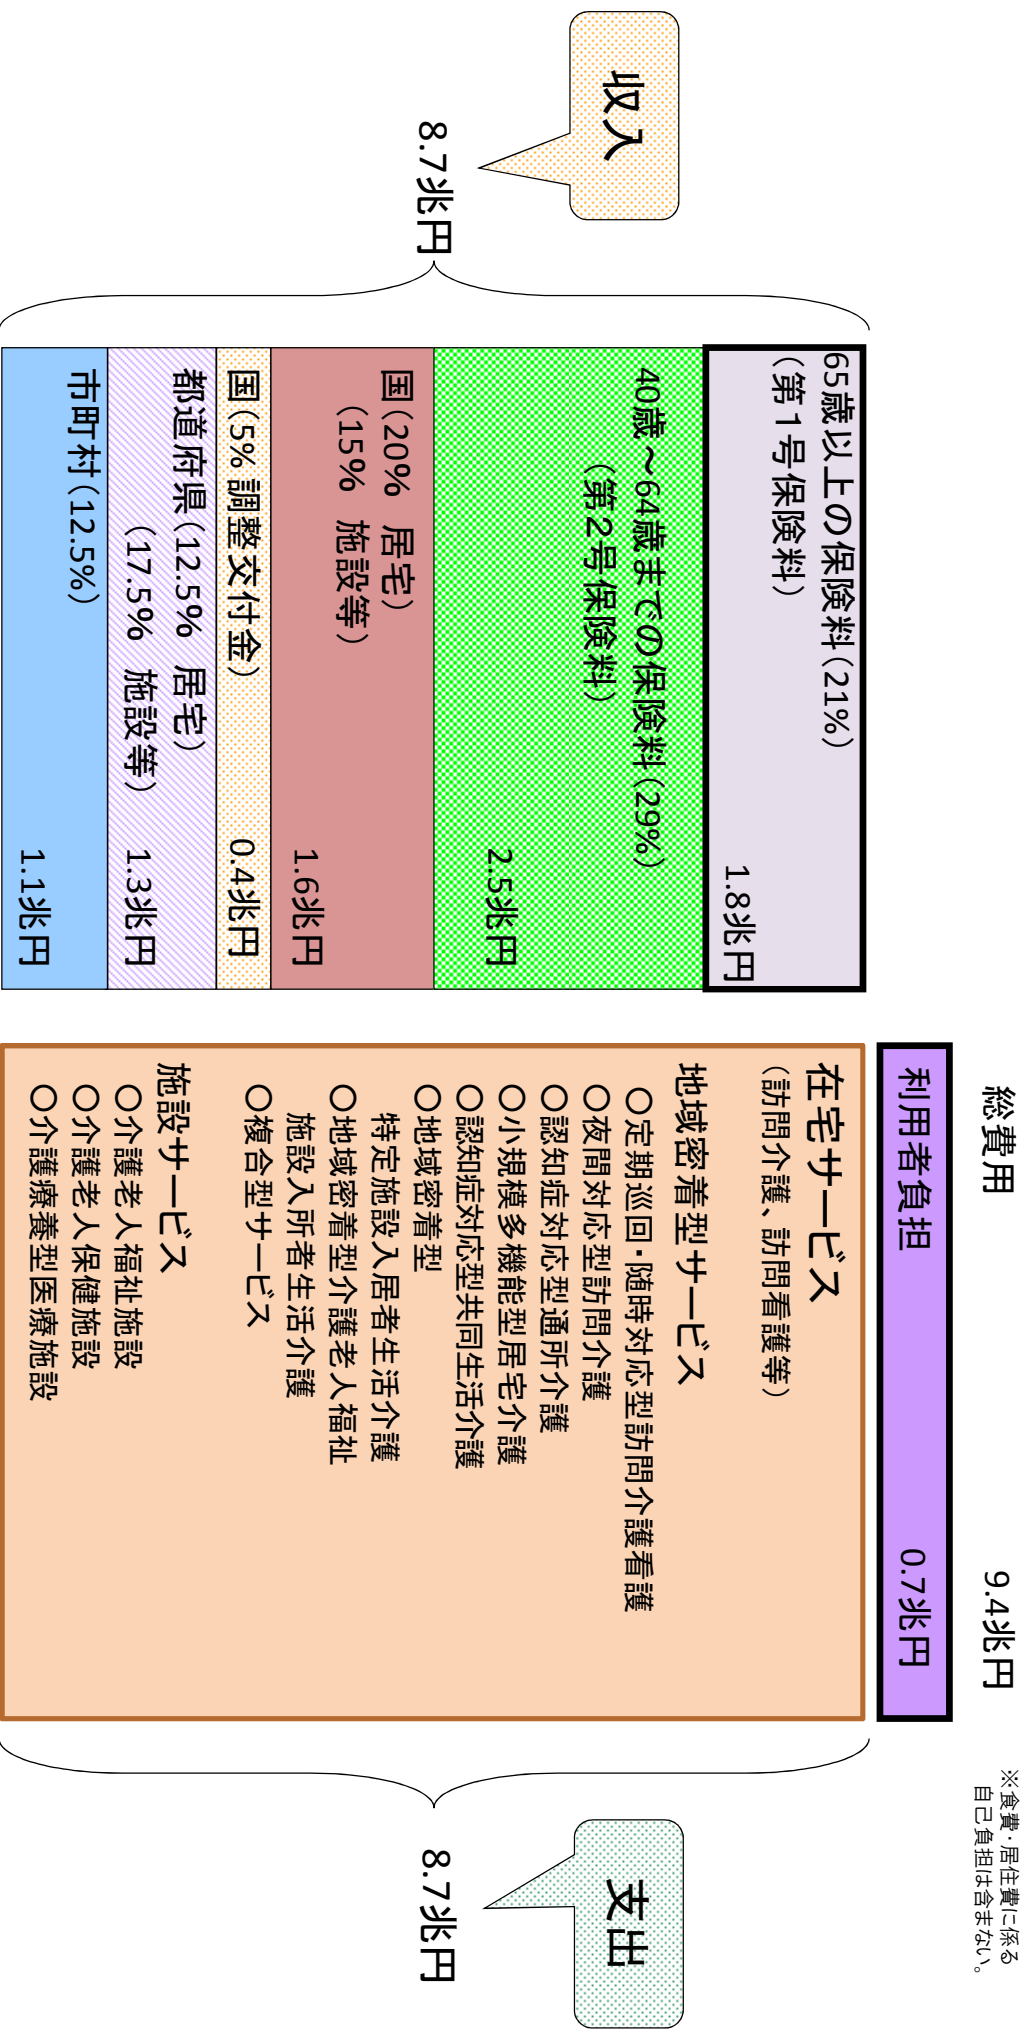 総費用 9.4兆円
※食費・居住費に係る
自己負担は含まない。
収入
8.7兆円
65歳以上の保険料(21%)
(第1号保険料)
1.8兆円
40歳～64歳までの保険料(29%)
(第2号保険料)
2.5兆円
国(20% 居宅)
(15% 施設等)
1.6兆円
国(5% 調整交付金) 0.4兆円
都道府県(12.5% 居宅)
(17.5% 施設等) 1.3兆円
市町村(12.5%)
1.1兆円
利用者負担 0.7兆円
在宅サービス
(訪問介護、訪問看護等)
地域密着型サービス
○定期巡回・随時対応型訪問介護看護
○夜間対応型訪問介護
○認知症対応型通所介護
○小規模多機能型居宅介護
○認知症対応型共同生活介護
○地域密着型
特定施設入居者生活介護
○地域密着型介護老人福祉
施設入所者生活介護
○複合型サービス
施設サービス
○介護老人福祉施設
○介護老人保健施設
○介護療養型医療施設
支出
8.7兆円